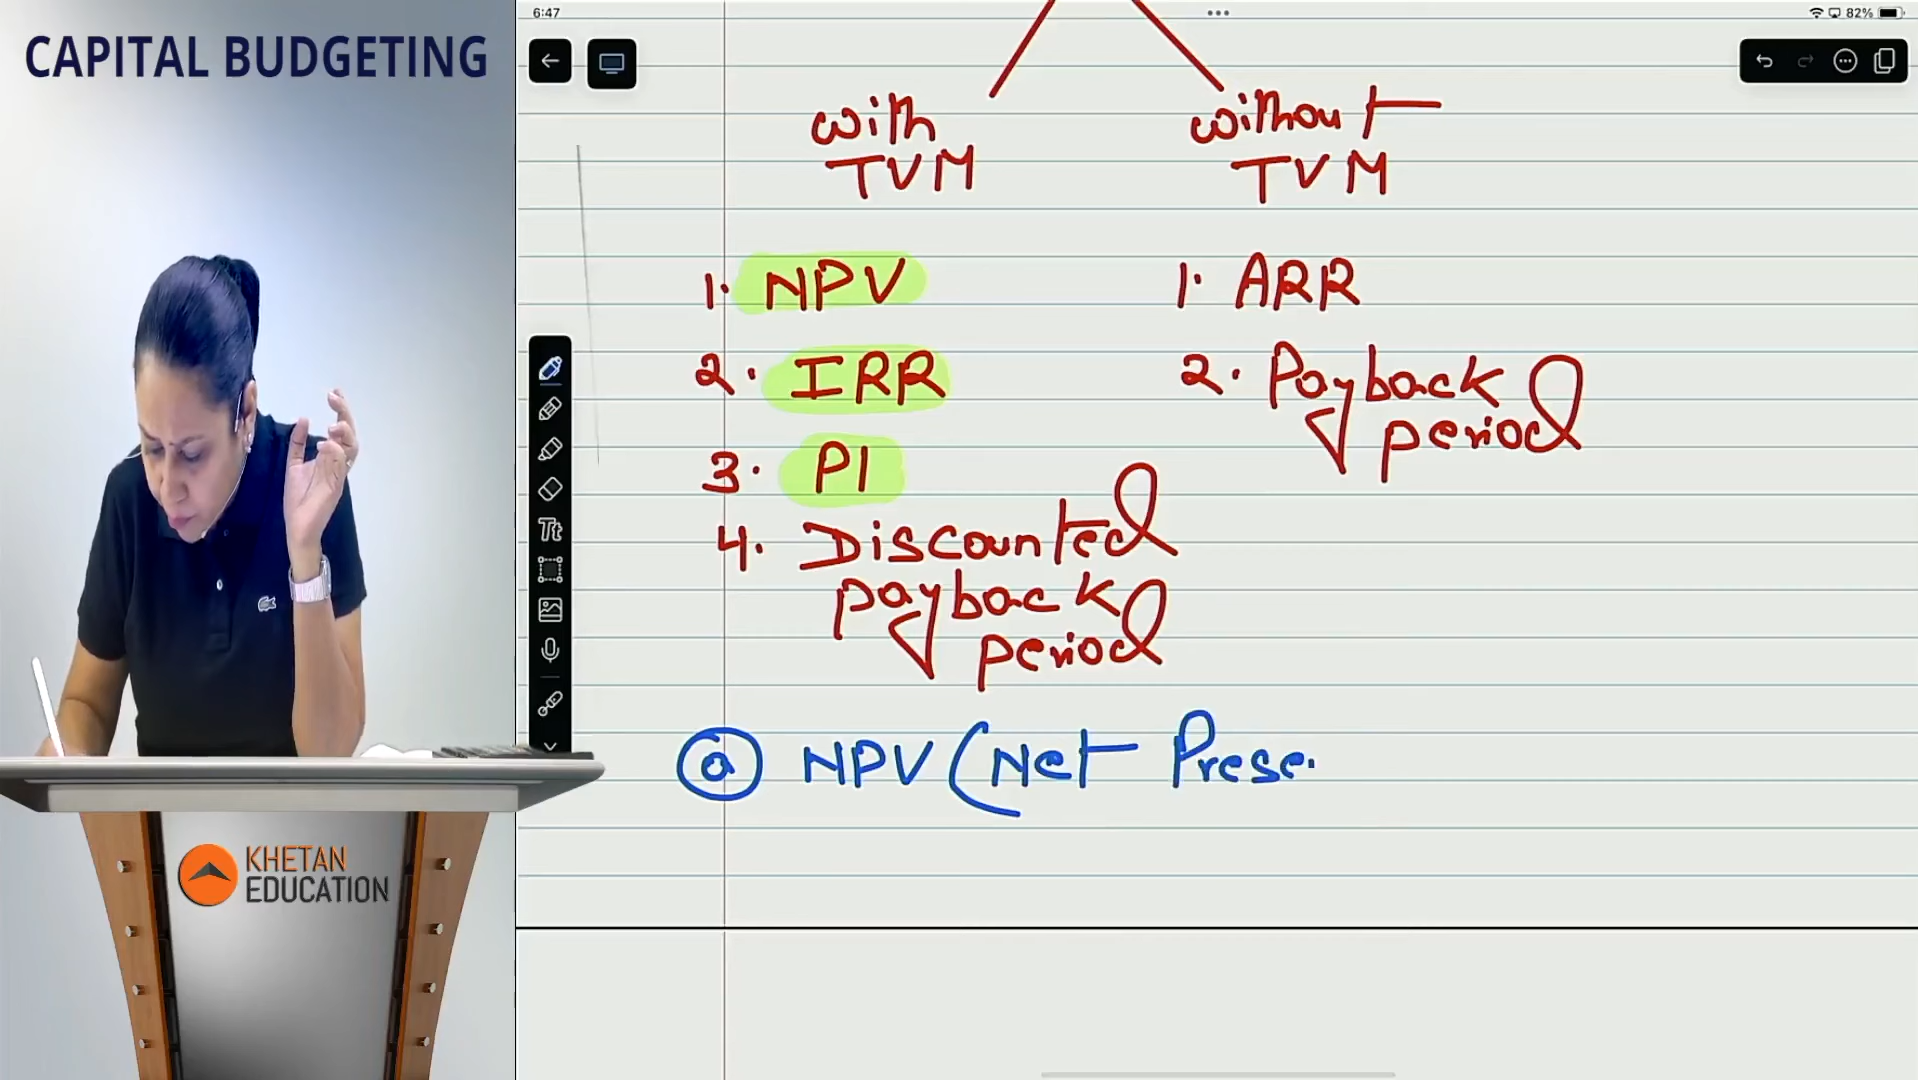 6:47
82%
CAPITAL BUDGETING
with
TVM
without
TVM
1. NPV
2. IRR
3. PI
4. Discounted
payback
period
1. ARR
2. Payback
period
Tt
a NPV (Net Prese
KHETAN
EDUCATION